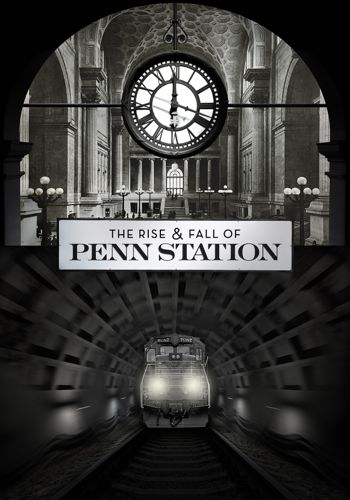 THE RISE & FALL OF
PENN STATION